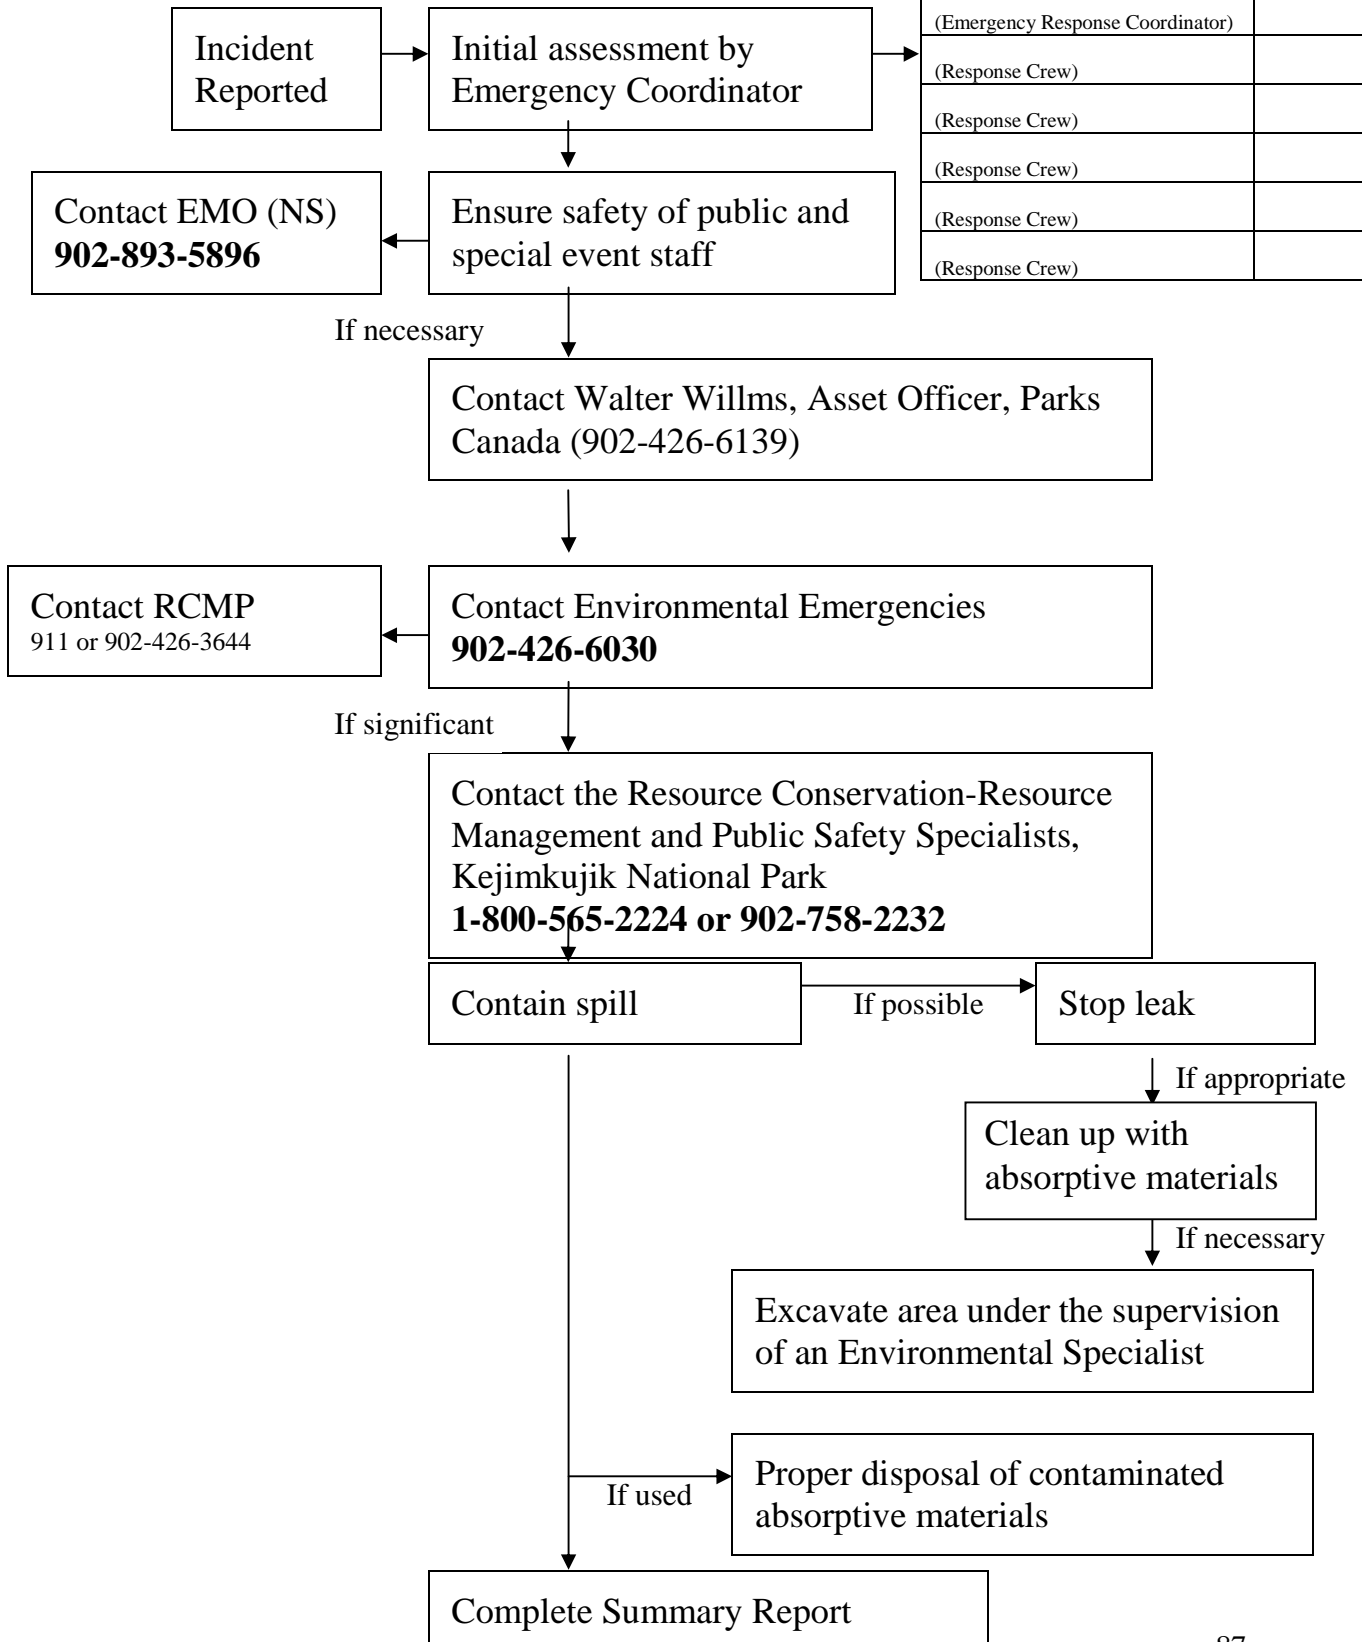 Incident
Reported
Initial assessment by
Emergency Coordinator
(Emergency Response Coordinator)
(Response Crew)
(Response Crew)
(Response Crew)
(Response Crew)
(Response Crew)
Contact EMO (NS)
902-893-5896
Ensure safety of public and
special event staff
If necessary
Contact Walter Willms, Asset Officer, Parks
Canada (902-426-6139)
Contact RCMP
911 or 902-426-3644
Contact Environmental Emergencies
902-426-6030
If significant
Contact the Resource Conservation-Resource
Management and Public Safety Specialists,
Kejimkujik National Park
1-800-565-2224 or 902-758-2232
Contain spill
If possible
Stop leak
If appropriate
Clean up with
absorptive materials
If necessary
Excavate area under the supervision
of an Environmental Specialist
If used
Proper disposal of contaminated
absorptive materials
Complete Summary Report
87